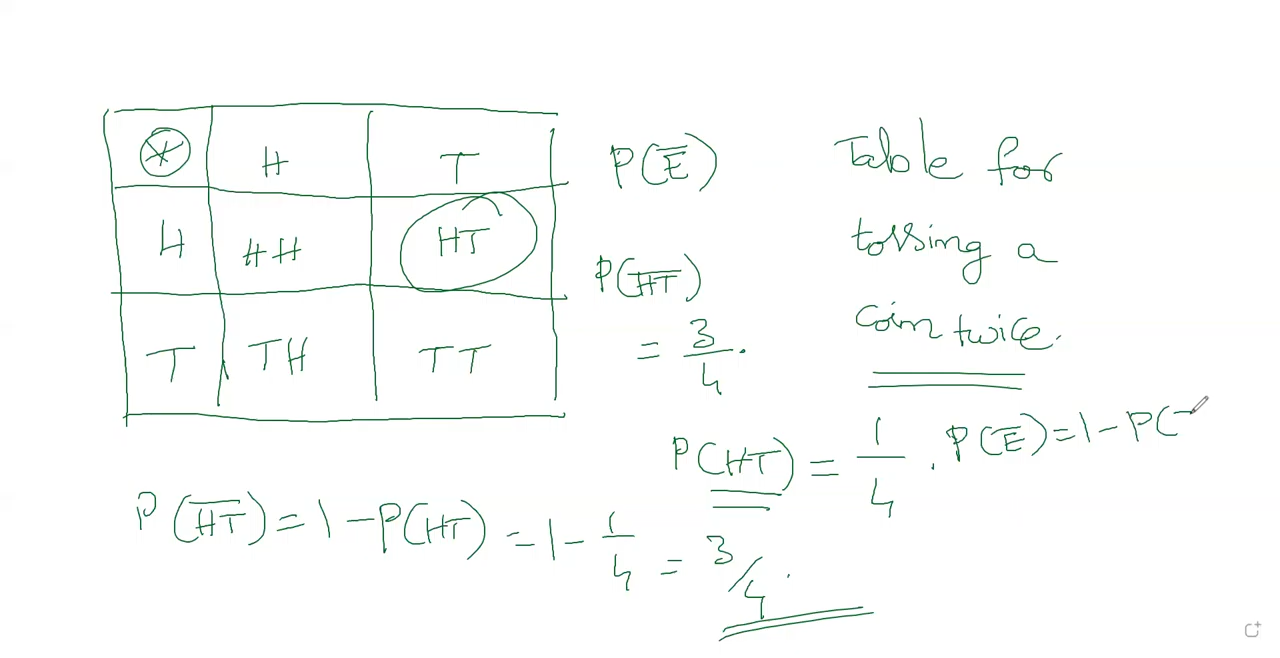 * H T
H HH HT
T TH TT
P(E̅)
P(H̅T̅)
= 3/4.
Table for
tossing a
coin twice.
P(HT) = 1/4. P(E̅) = 1 - P(
P(H̅T̅) = 1 - P(HT) = 1 - 1/4 = 3/4.